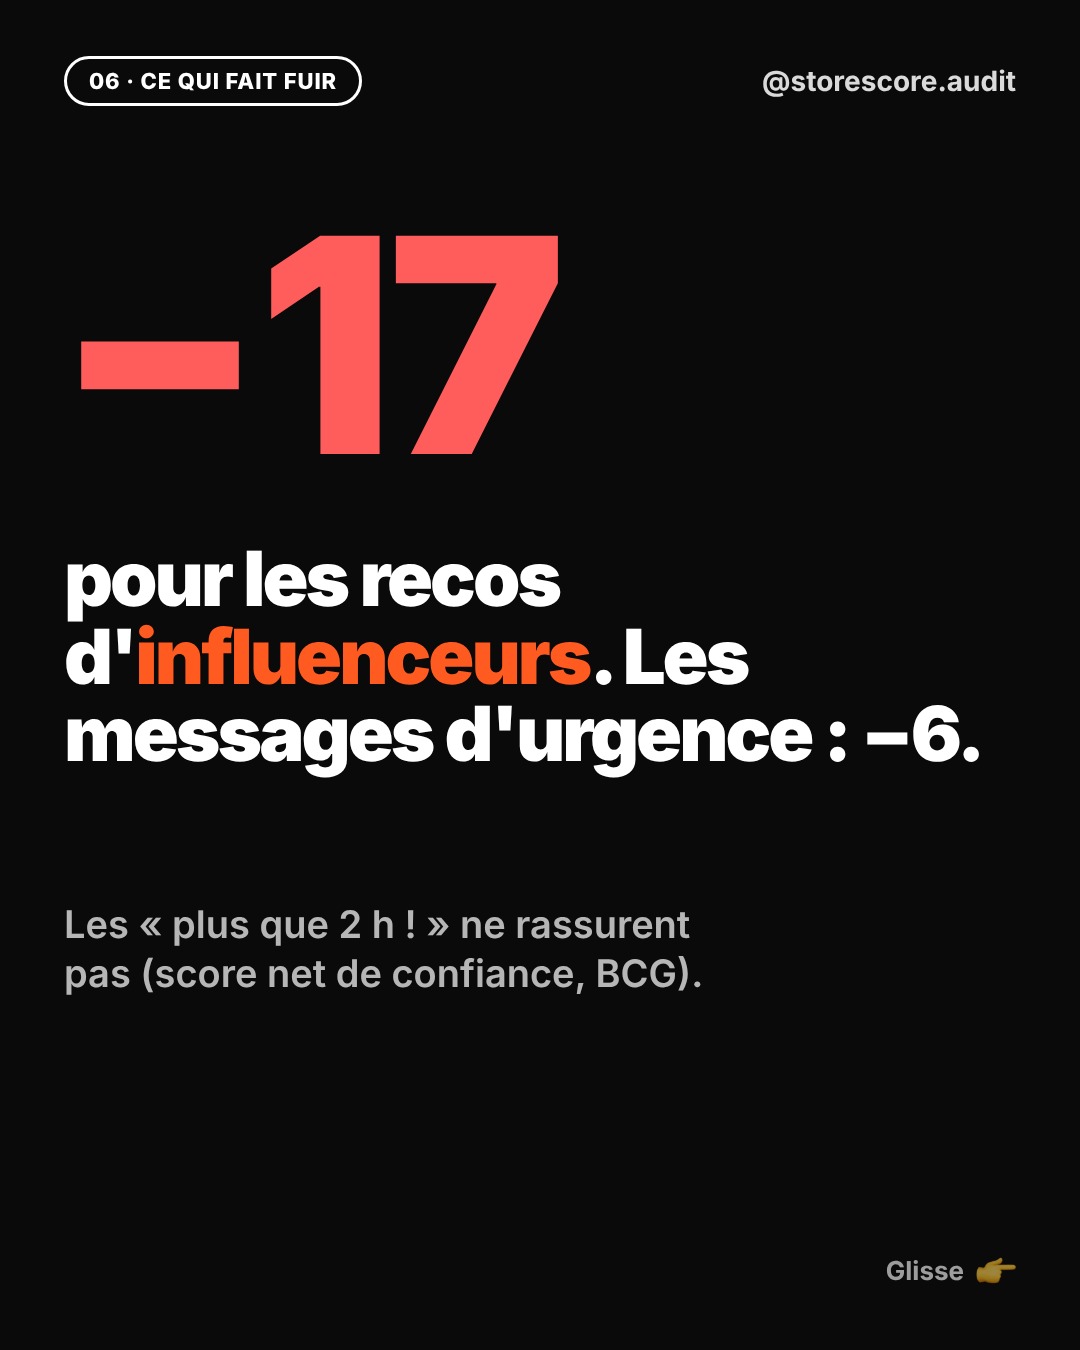 06 · CE QUI FAIT FUIR
@storescore.audit
−17
pour les recos
d'influenceurs. Les
messages d'urgence : −6.
Les « plus que 2 h ! » ne rassurent
pas (score net de confiance, BCG).
Glisse 👉